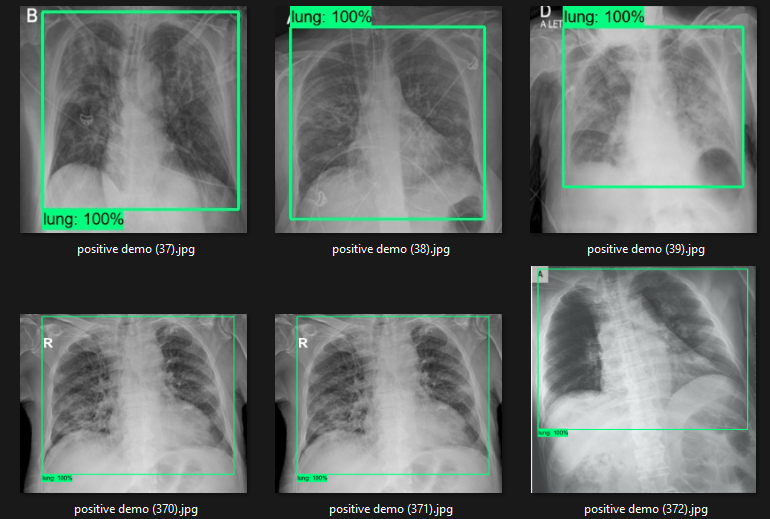 B
lung: 100%
A
lung: 100%
D
A LET
lung: 100%
positive demo (37).jpg
positive demo (38).jpg
positive demo (39).jpg
R
lung: 100%
R
lung: 100%
A
lung: 100%
positive demo (370).jpg
positive demo (371).jpg
positive demo (372).jpg